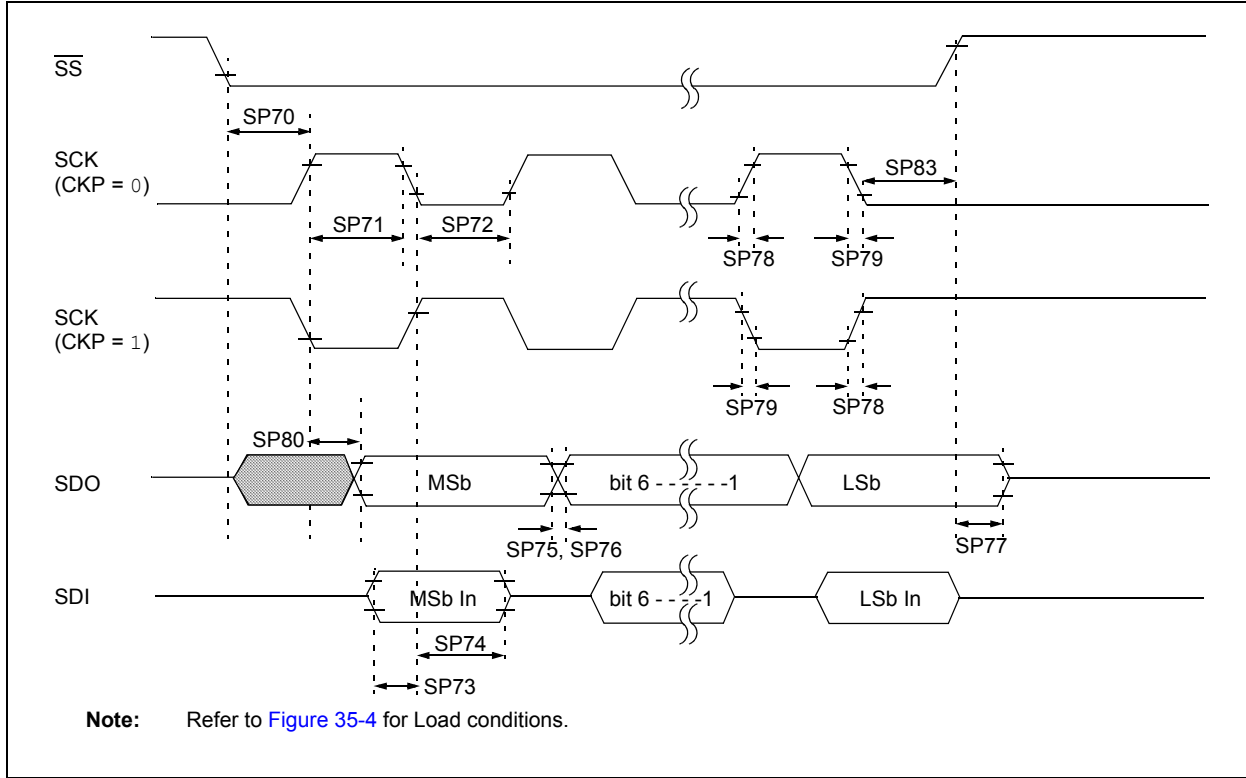 SS
SP70
SCK
(CKP = 0)
SP83
SP71
SP72
SP78
SP79
SCK
(CKP = 1)
SP79
SP78
SP80
SDO
MSb
bit 6 - - - - - -1
LSb
SP75, SP76
SP77
SDI
MSb In
bit 6 - - - -1
LSb In
SP74
SP73
Note: Refer to Figure 35-4 for Load conditions.